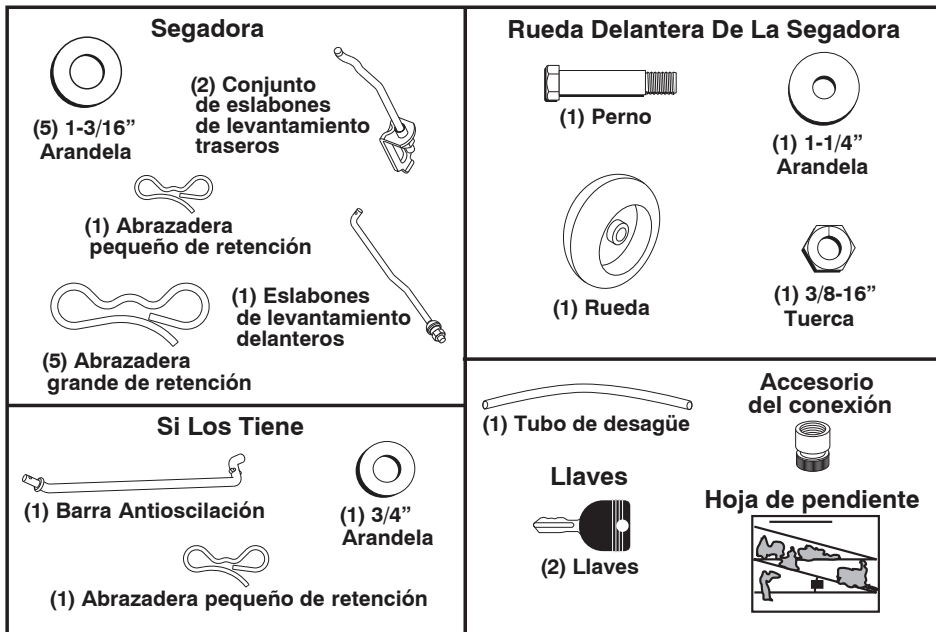 Segadora
(5) 1-3/16”
Arandela
(2) Conjunto
de eslabones
de levantamiento
traseros
(1) Abrazadera
pequeño de retención
(5) Abrazadera
grande de retención
(1) Eslabones
de levantamiento
delanteros
Rueda Delantera De La Segadora
(1) Perno
(1) 1-1/4”
Arandela
(1) Rueda
(1) 3/8-16”
Tuerca
Si Los Tiene
(1) Barra Antioscilación
(1) 3/4”
Arandela
(1) Abrazadera pequeño de retención
(1) Tubo de desagüe
Accesorio
del conexión
Llaves
(2) Llaves
Hoja de pendiente